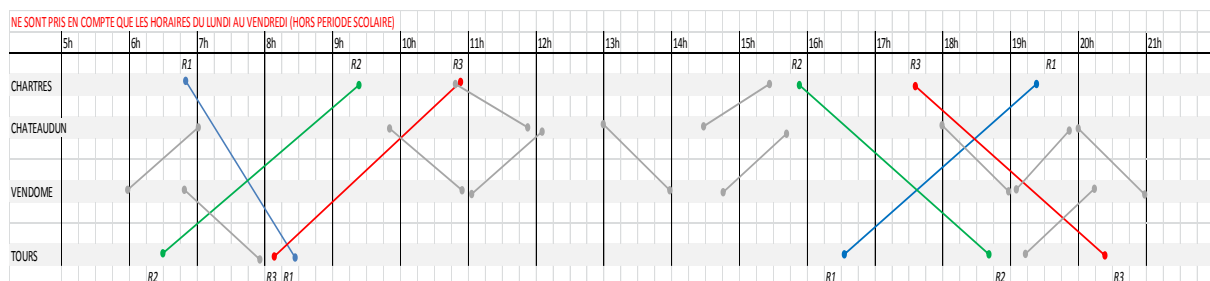 NE SONT PRIS EN COMPTE QUE LES HORAIRES DU LUNDI AU VENDREDI (HORS PERIODE SCOLAIRE)
5h 6h 7h 8h 9h 10h 11h 12h 13h 14h 15h 16h 17h 18h 19h 20h 21h
R1 R2 R3 R2 R3 R1
CHARTRES
CHATEAUDUN
VENDOME
TOURS
R2 R3 R1 R1 R2 R3